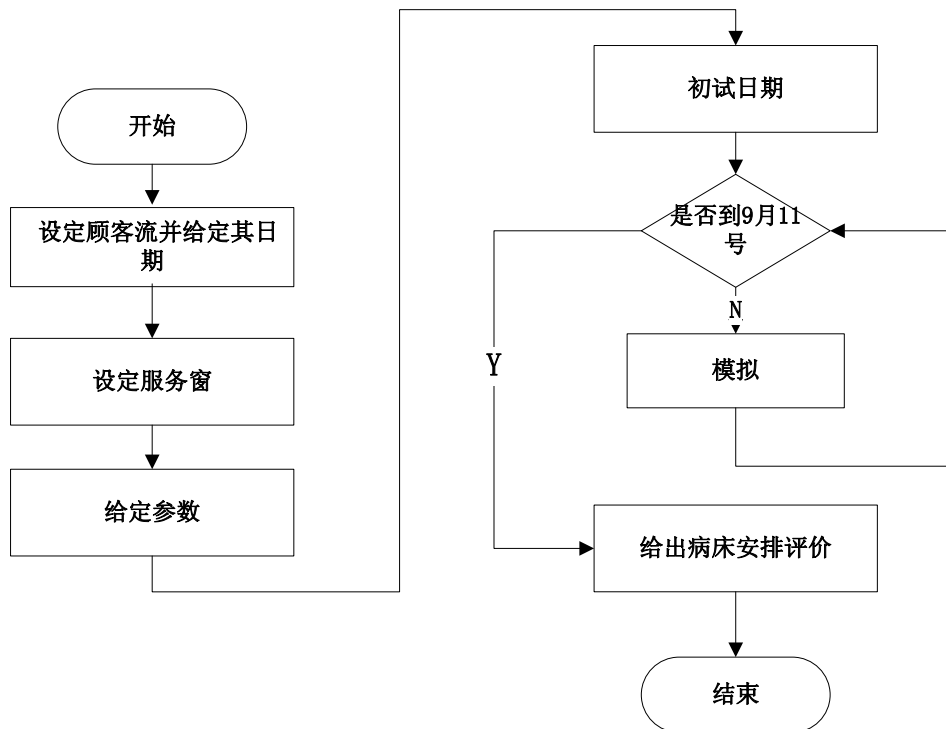 开始
设定顾客流并给定其日
期
设定服务窗
给定参数
初试日期
是否到9月11
号
N
模拟
Y
给出病床安排评价
结束